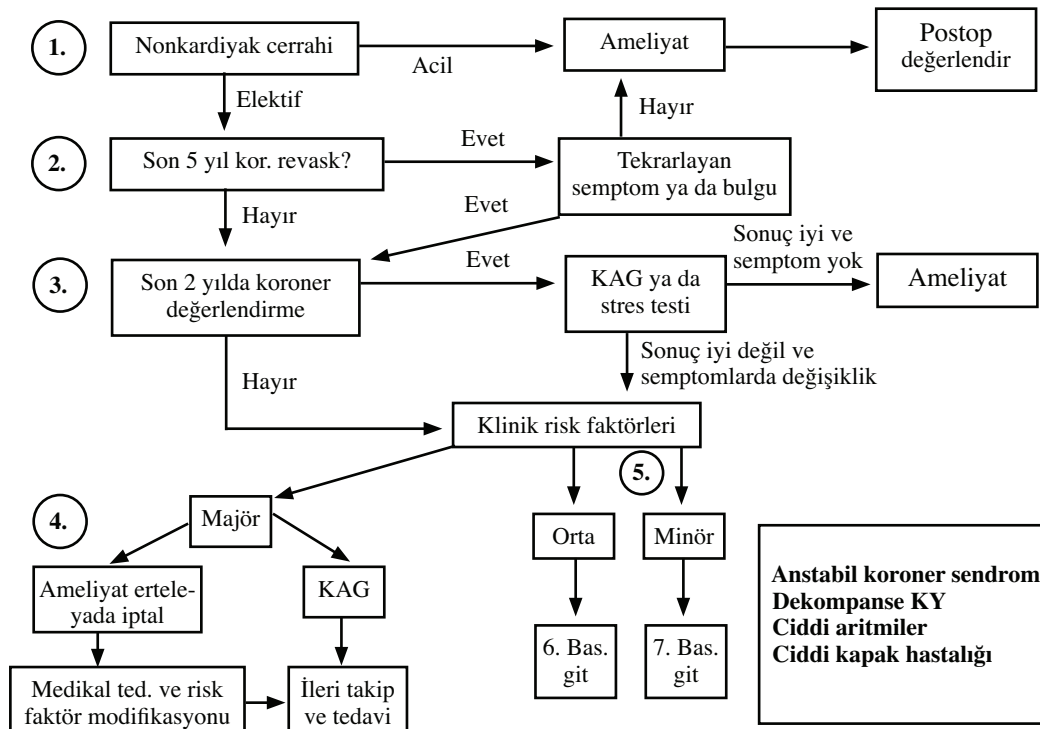 1.
Nonkardiyak cerrahi
Acil
Ameliyat
Postop
değerlendir
Elektif
Hayır
2.
Son 5 yıl kor. revask?
Evet
Tekrarlayan
semptom ya da bulgu
Hayır
Evet
3.
Son 2 yılda koroner
değerlendirme
Evet
KAG ya da
stres testi
Sonuç iyi ve
semptom yok
Ameliyat
Hayır
Sonuç iyi değil ve
semptomlarda değişiklik
Klinik risk faktörleri
4.
Majör
5.
Orta
Minör
Ameliyat ertele-
yada iptal
KAG
6. Bas.
git
7. Bas.
git
Medikal ted. ve risk
faktör modifikasyonu
İleri takip
ve tedavi
Anstabil koroner sendrom
Dekompanse KY
Ciddi aritmiler
Ciddi kapak hastalığı